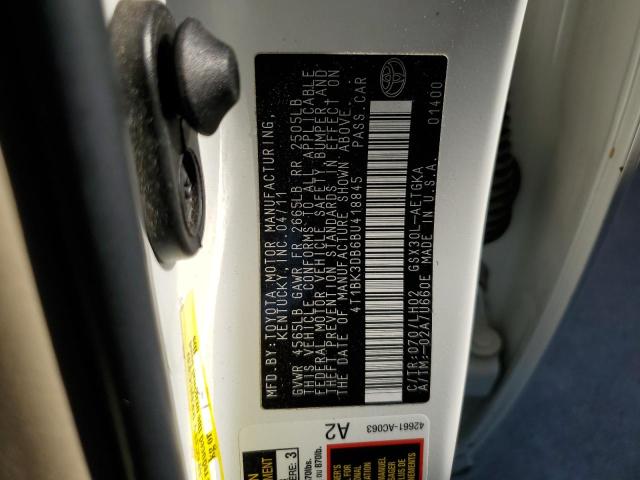 MFD.BY:TOYOTA MOTOR MANUFACTURING,
KENTUCKY, INC. 04/11
GVWR 4565LB GAWR FR 2695LB RR 2505LB
THIS VEHICLE CONFORMS TO ALL APPLICABLE
FEDERAL MOTOR VEHICLE SAFETY, BUMPER AND
THEFT PREVENTION STANDARDS IN EFFECT ON
THE DATE OF MANUFACTURE SHOWN ABOVE.
4T1BK3DB6BU418845 PASS.CAR
C/TR:070/LH02 GSX30L-AETGKA
A/TM:-02A/U660E MADE IN U.S.A. 01400
42661-AC063
A2
3